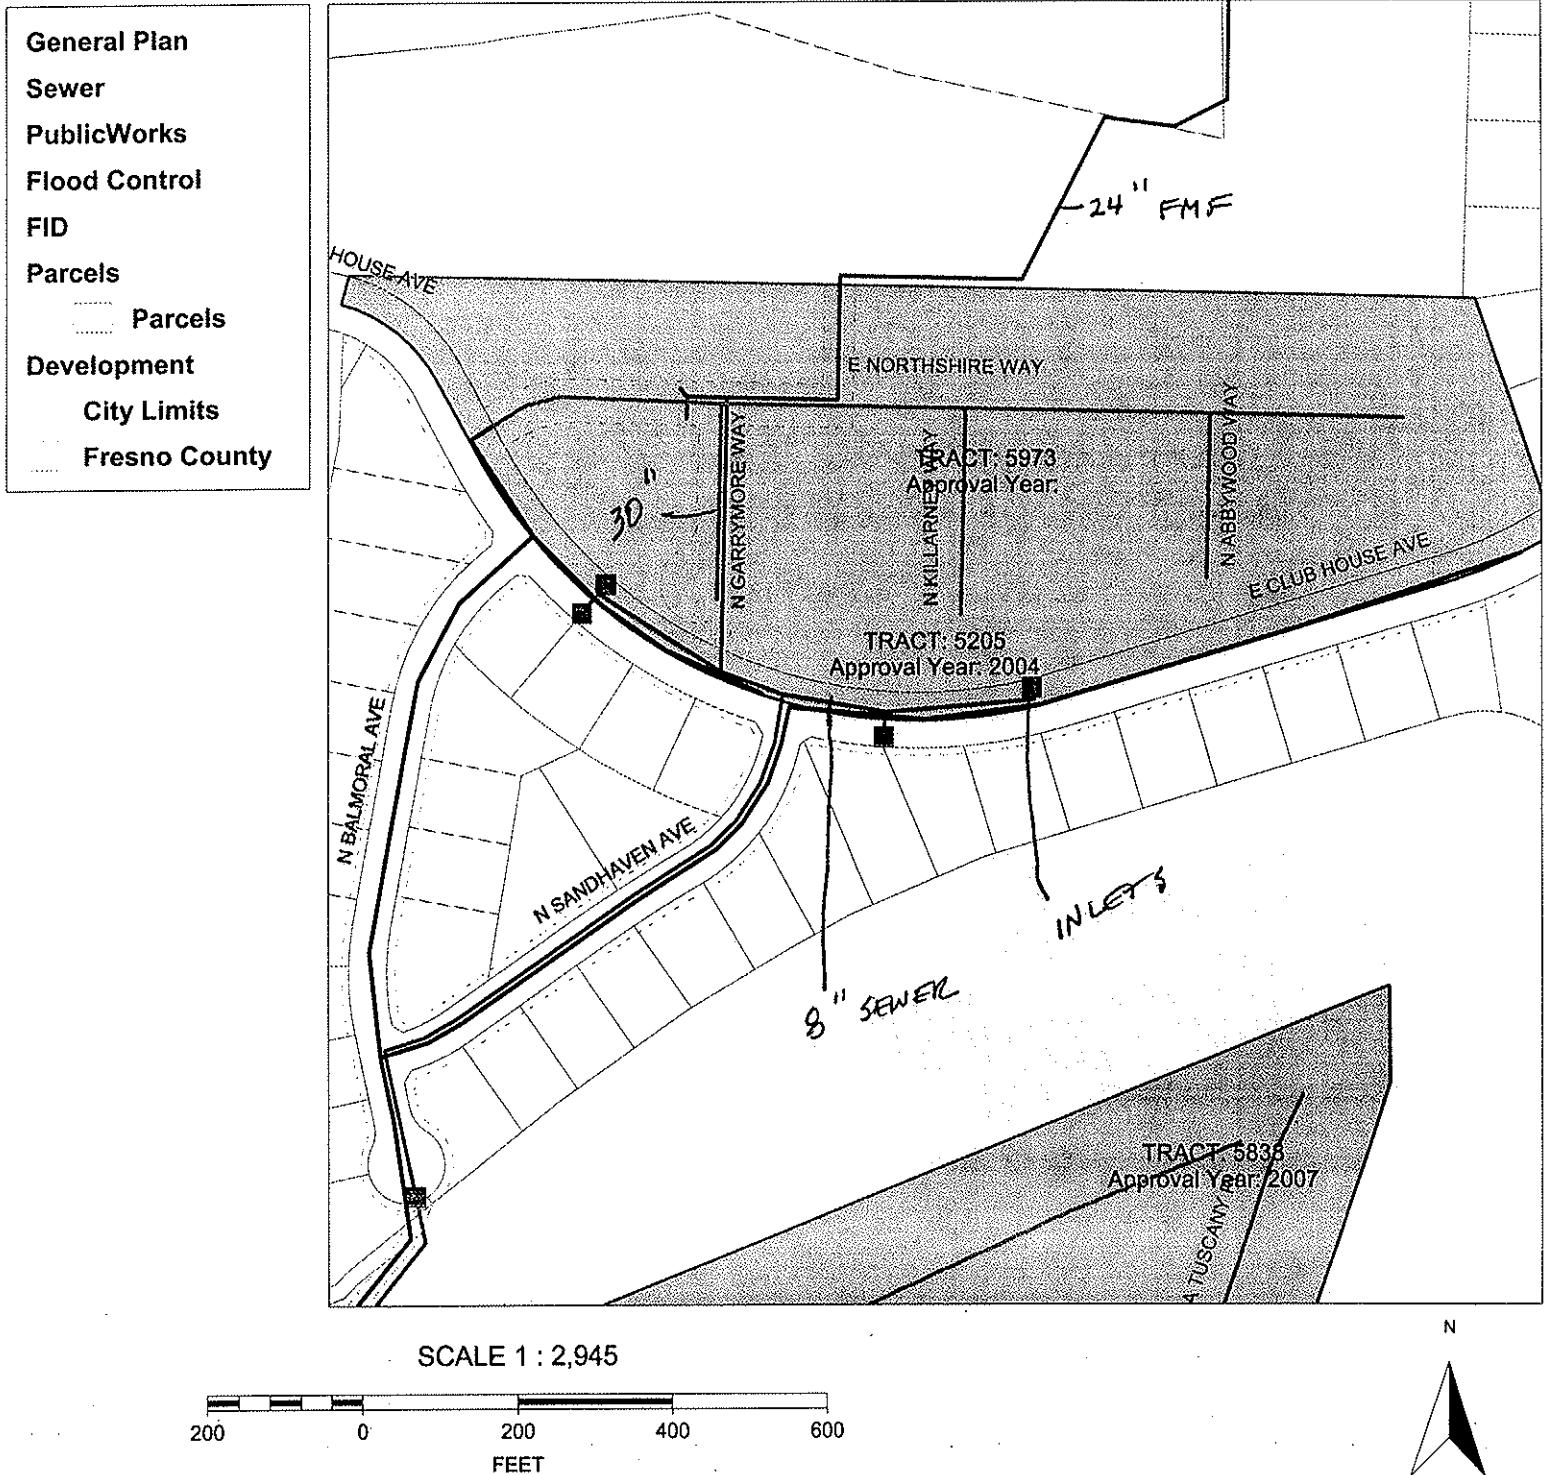 General Plan
Sewer
PublicWorks
Flood Control
FID
Parcels
Parcels
Development
City Limits
Fresno County
24" FMF
HOUSE AVE
E NORTHSHIRE WAY
30"
N GARRYMORE WAY
N KILLARNEY WAY
TRACT: 5973
Approval Year:
N ABBYWOOD WAY
E CLUB HOUSE AVE
TRACT: 5205
Approval Year: 2004
N BALMORAL AVE
N SANDHAVEN AVE
INLETS
8" SEWER
TRACT: 5838
Approval Year: 2007
A TUSCANY
SCALE 1 : 2,945
N
200 0 200 400 600
FEET